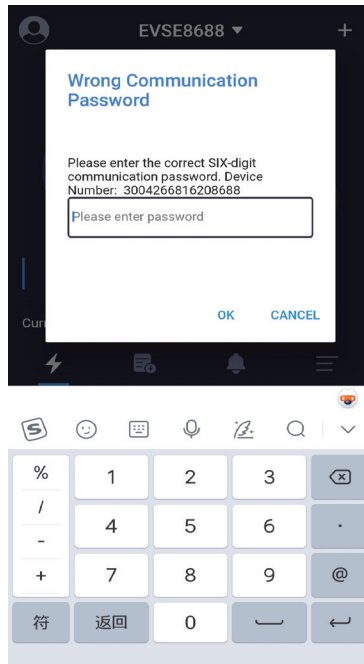 EVSE8688 ▼ +
Wrong Communication
Password
Please enter the correct SIX-digit
communication password. Device
Number: 3004266816208688
Please enter password
OK CANCEL
Curr
% 1 2 3
/
4 5 6 .
-
+ 7 8 9 @
符 返回 0